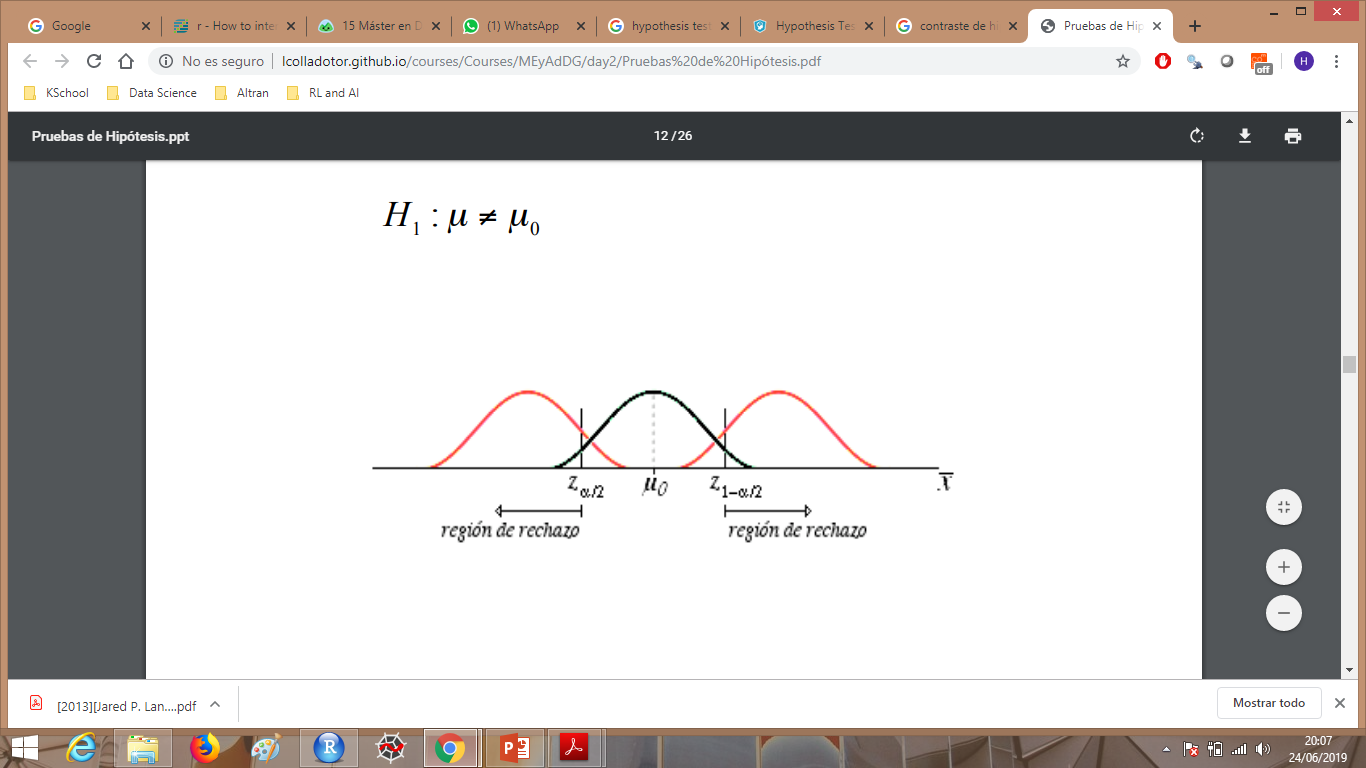 Google
r - How to inte
15 Máster en D
(1) WhatsApp
hypothesis test
Hypothesis Tes
contraste de h
Pruebas de Hip
No es seguro | lcolladotor.github.io/courses/Courses/MEyAdDG/day2/Pruebas%20de%20Hipótesis.pdf
off
H
KSchool
Data Science
Altran
RL and AI
Pruebas de Hipótesis.ppt
12 / 26
H₁ : μ ≠ μ₀
z α/2 μ₀ z 1-α/2 x̄
región de rechazo región de rechazo
[2013][Jared P. Lan....pdf
Mostrar todo
20:07
24/06/2019